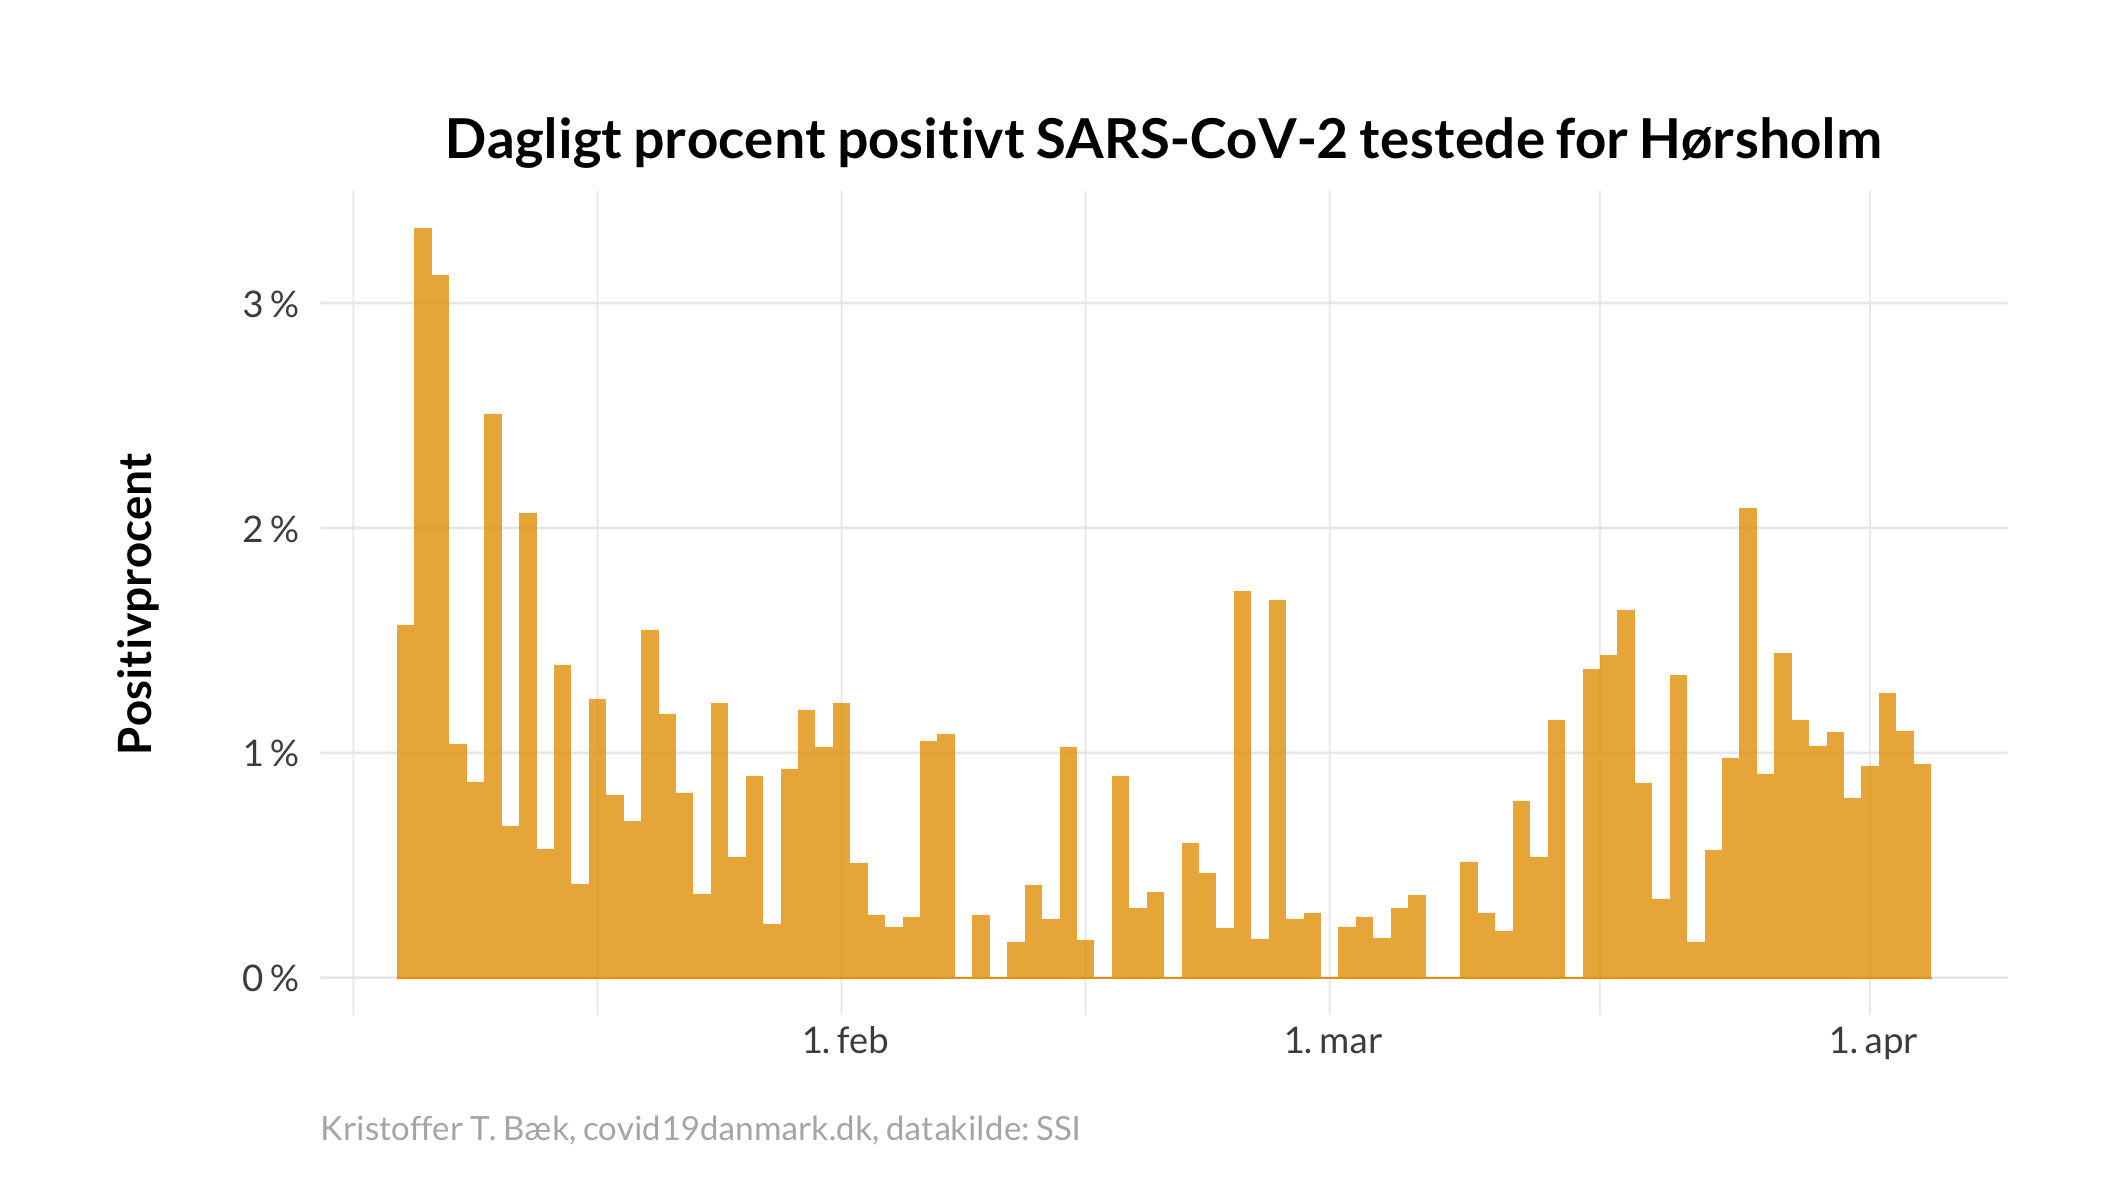 Dagligt procent positivt SARS-CoV-2 testede for Hørsholm
Positivprocent
3 %
2 %
1 %
0 %
1. feb
1. mar
1. apr
Kristoffer T. Bæk, covid19danmark.dk, datakilde: SSI